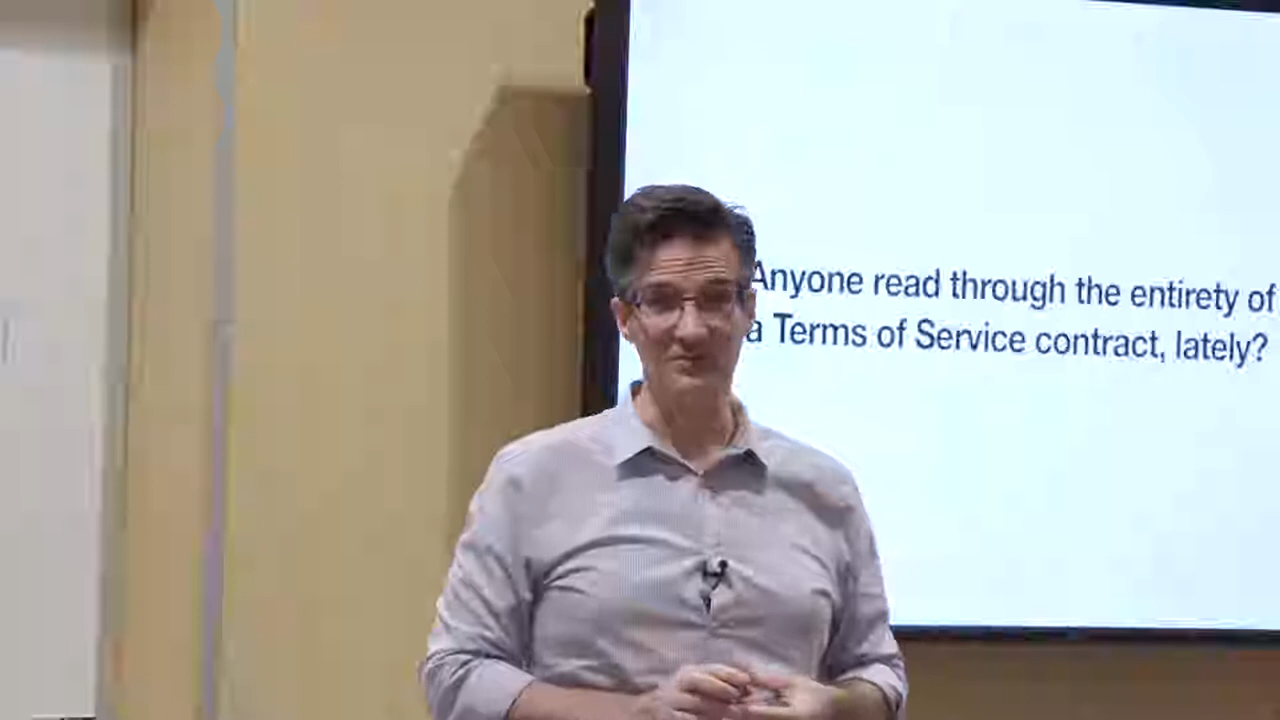 Anyone read through the entirety of
a Terms of Service contract, lately?